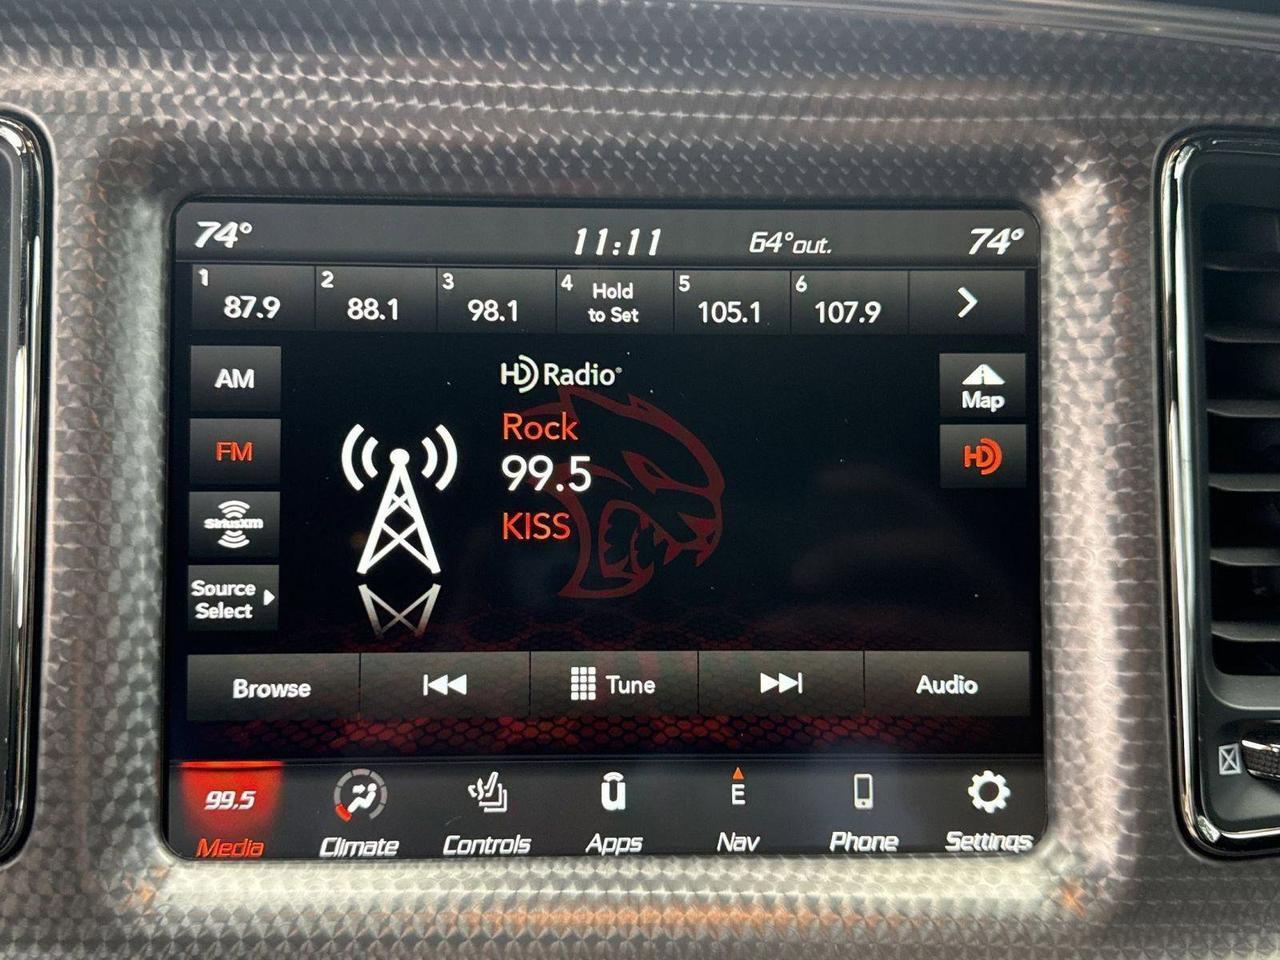 74° 11:11 64°out. 74°
1 87.9
2 88.1
3 98.1
4 Hold
to Set
5 105.1
6 107.9
AM
HD Radio®
Map
Rock
FM
99.5
HD
KISS
SiriusXM
Source
Select
Browse
Tune
Audio
99.5
E
Media
Climate
Controls
Apps
Nav
Phone
Settings